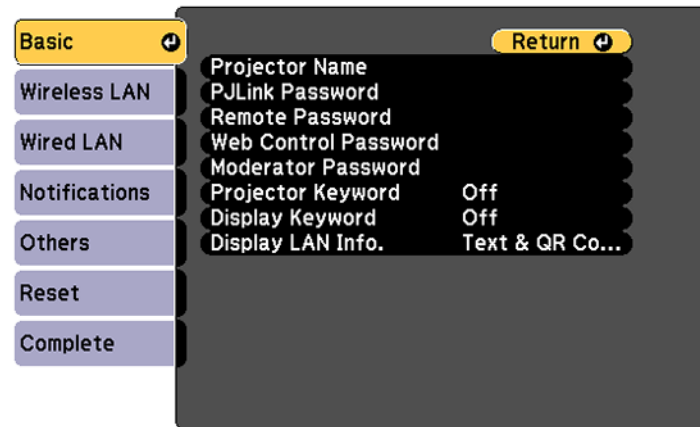 Basic
Wireless LAN
Wired LAN
Notifications
Others
Reset
Complete
Return
Projector Name
PJLink Password
Remote Password
Web Control Password
Moderator Password
Projector Keyword Off
Display Keyword Off
Display LAN Info. Text & QR Co...